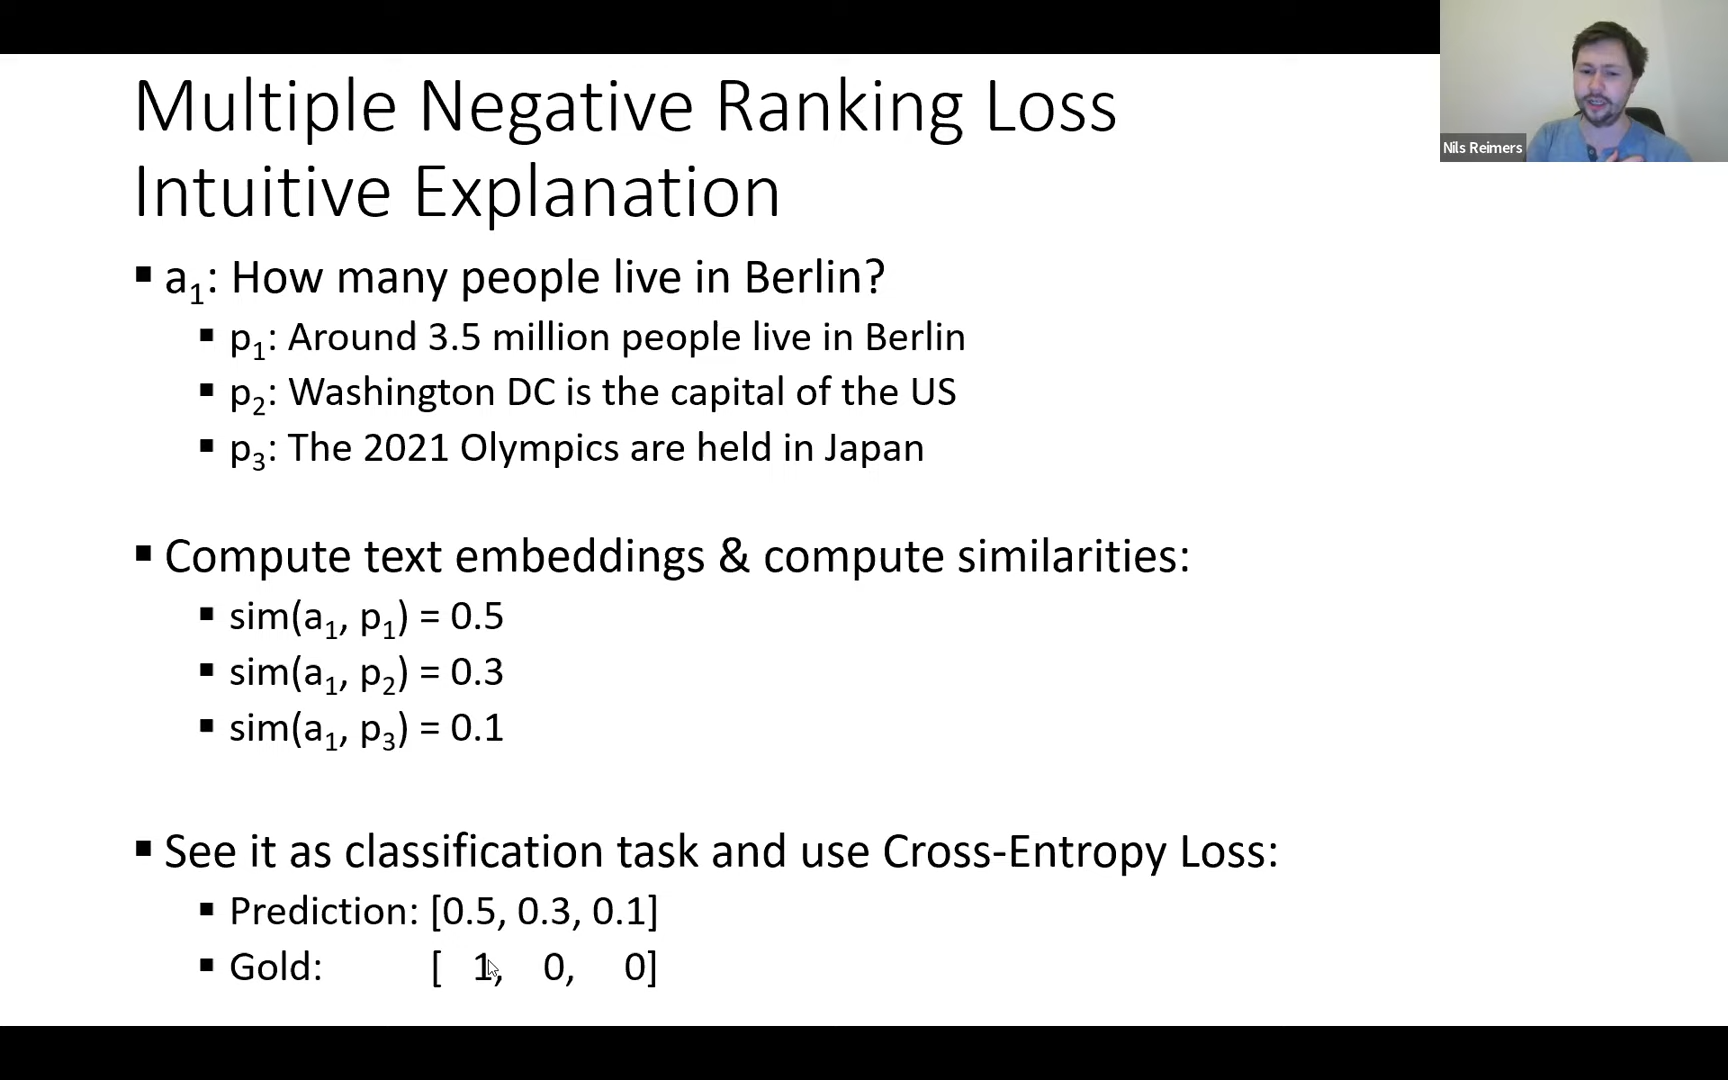 Multiple Negative Ranking Loss
Intuitive Explanation
Nils Reimers
▪ a₁: How many people live in Berlin?
▪ p₁: Around 3.5 million people live in Berlin
▪ p₂: Washington DC is the capital of the US
▪ p₃: The 2021 Olympics are held in Japan
▪ Compute text embeddings & compute similarities:
▪ sim(a₁, p₁) = 0.5
▪ sim(a₁, p₂) = 0.3
▪ sim(a₁, p₃) = 0.1
▪ See it as classification task and use Cross-Entropy Loss:
▪ Prediction: [0.5, 0.3, 0.1]
▪ Gold: [ 1, 0, 0]